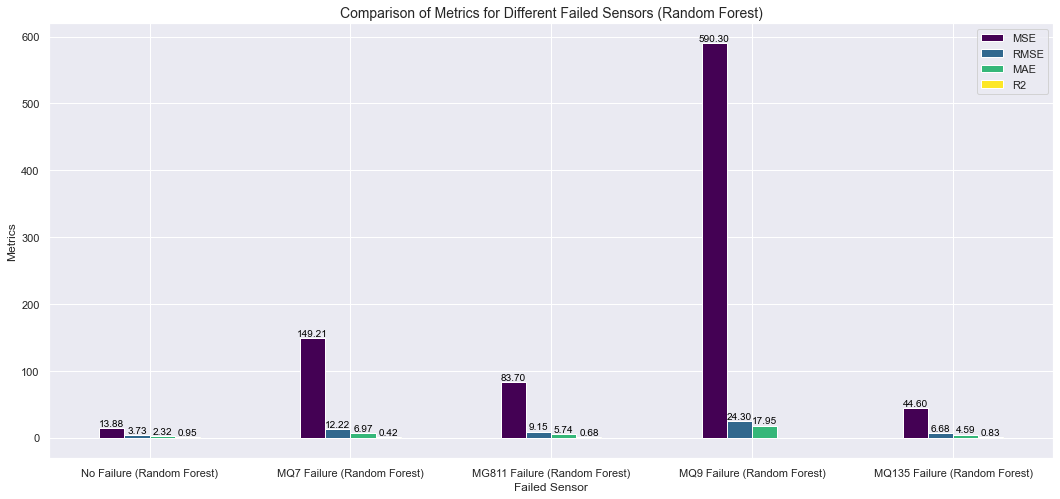 Comparison of Metrics for Different Failed Sensors (Random Forest)
MSE
RMSE
MAE
R2
Metrics
600
500
400
300
200
100
0
13.88
3.73
2.32
0.95
149.21
12.22
6.97
0.42
83.70
9.15
5.74
0.68
590.30
24.30
17.95
44.60
6.68
4.59
0.83
No Failure (Random Forest)
MQ7 Failure (Random Forest)
MG811 Failure (Random Forest)
MQ9 Failure (Random Forest)
MQ135 Failure (Random Forest)
Failed Sensor